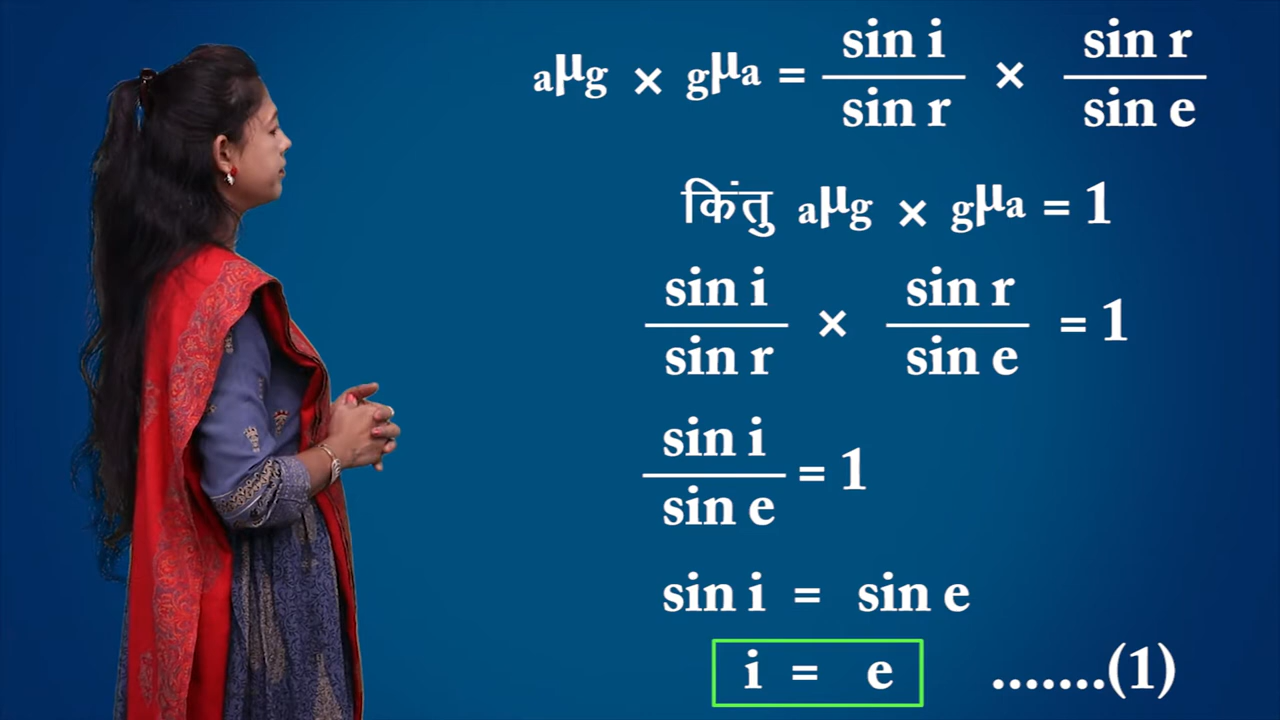 aμg × gμa = sin i / sin r × sin r / sin e
किंतु aμg × gμa = 1
sin i / sin r × sin r / sin e = 1
sin i / sin e = 1
sin i = sin e
i = e .......(1)